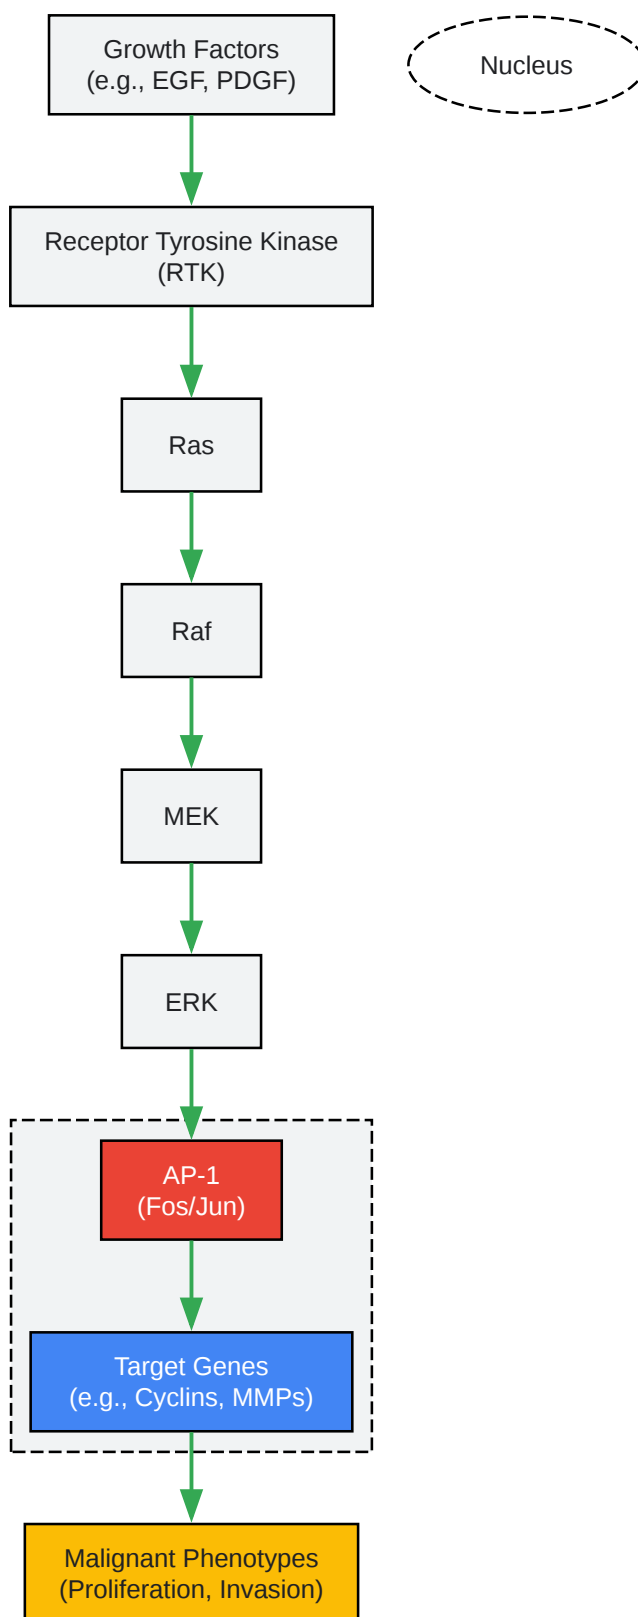 Growth Factors
(e.g., EGF, PDGF)
Nucleus
Receptor Tyrosine Kinase
(RTK)
Ras
Raf
MEK
ERK
AP-1
(Fos/Jun)
Target Genes
(e.g., Cyclins, MMPs)
Malignant Phenotypes
(Proliferation, Invasion)